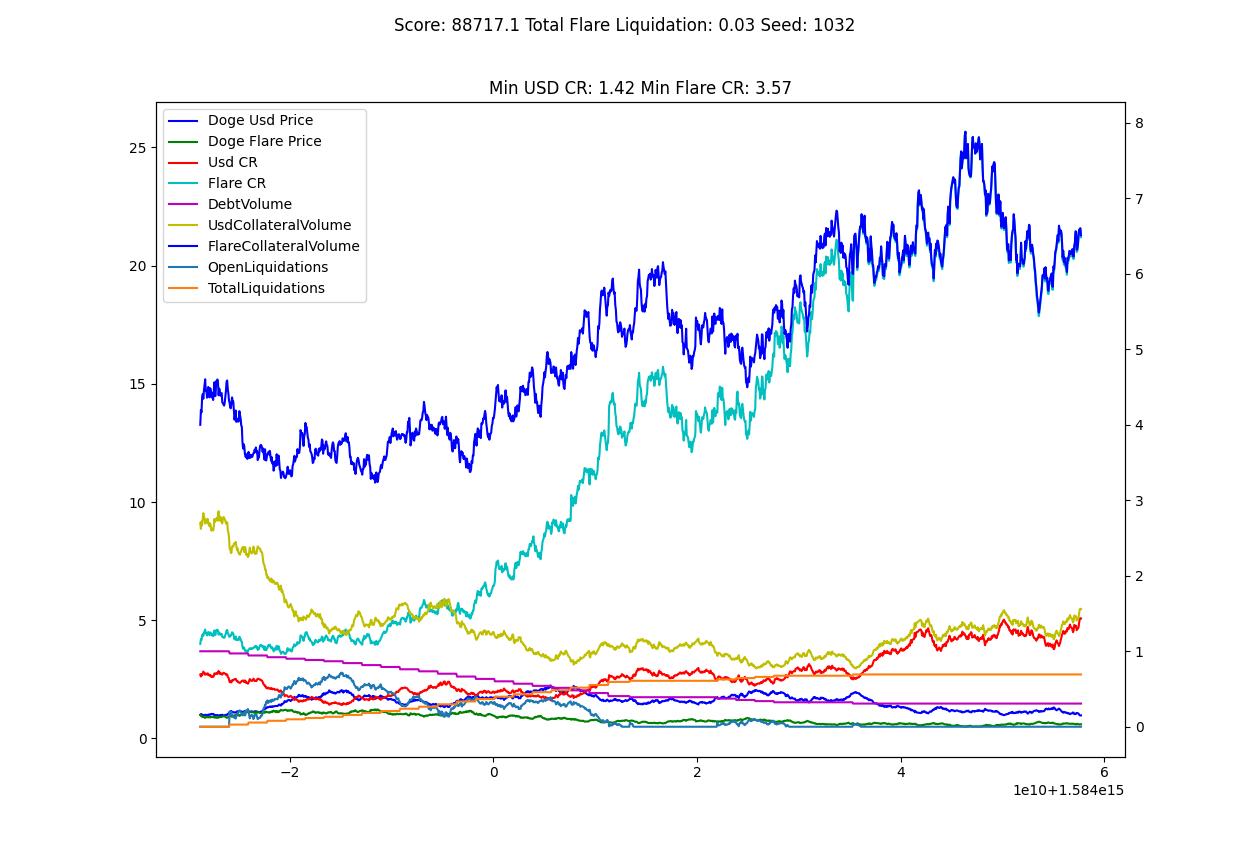 Score: 88717.1 Total Flare Liquidation: 0.03 Seed: 1032
Min USD CR: 1.42 Min Flare CR: 3.57
Doge Usd Price
Doge Flare Price
Usd CR
Flare CR
DebtVolume
UsdCollateralVolume
FlareCollateralVolume
OpenLiquidations
TotalLiquidations
25
20
15
10
5
0
8
7
6
5
4
3
2
1
0
−2
0
2
4
6
1e10+1.584e15